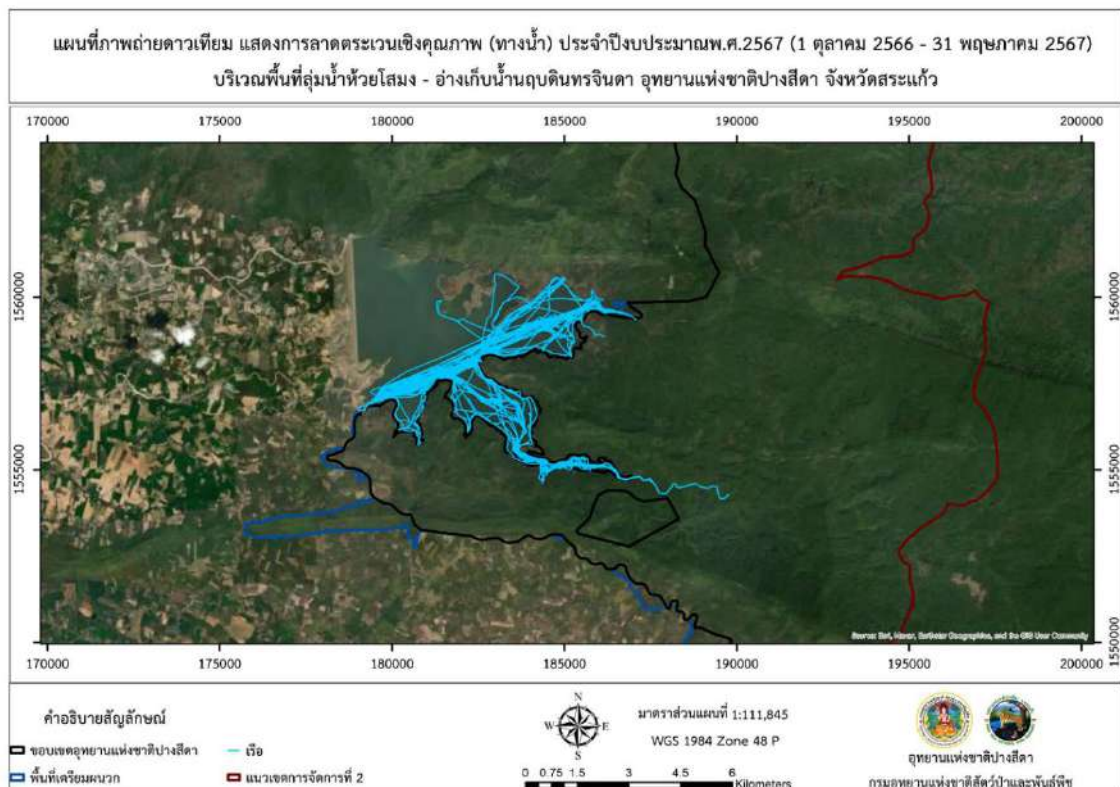 แผนที่ภาพถ่ายดาวเทียม แสดงการลาดตระเวนเชิงคุณภาพ (ทางน้ำ) ประจำปีงบประมาณพ.ศ.2567 (1 ตุลาคม 2566 - 31 พฤษภาคม 2567)
บริเวณพื้นที่ลุ่มน้ำห้วยโสมง - อ่างเก็บน้ำนฤบดินทรจินดา อุทยานแห่งชาติปางสีดา จังหวัดสระแก้ว
170000 175000 180000 185000 190000 195000 200000
1560000 1560000
1555000 1555000
1550000
Source: Esri, Maxar, Earthstar Geographics, and the GIS User Community
170000 175000 180000 185000 190000 195000 200000
คำอธิบายสัญลักษณ์
ขอบเขตอุทยานแห่งชาติปางสีดา
เรือ
พื้นที่เตรียมผนวก
แนวเขตการจัดการที่ 2
N
W E
S
มาตราส่วนแผนที่ 1:111,845
WGS 1984 Zone 48 P
0 0.75 1.5 3 4.5 6
Kilometers
อุทยานแห่งชาติปางสีดา
กรมอุทยานแห่งชาติสัตว์ป่าและพันธุ์พืช